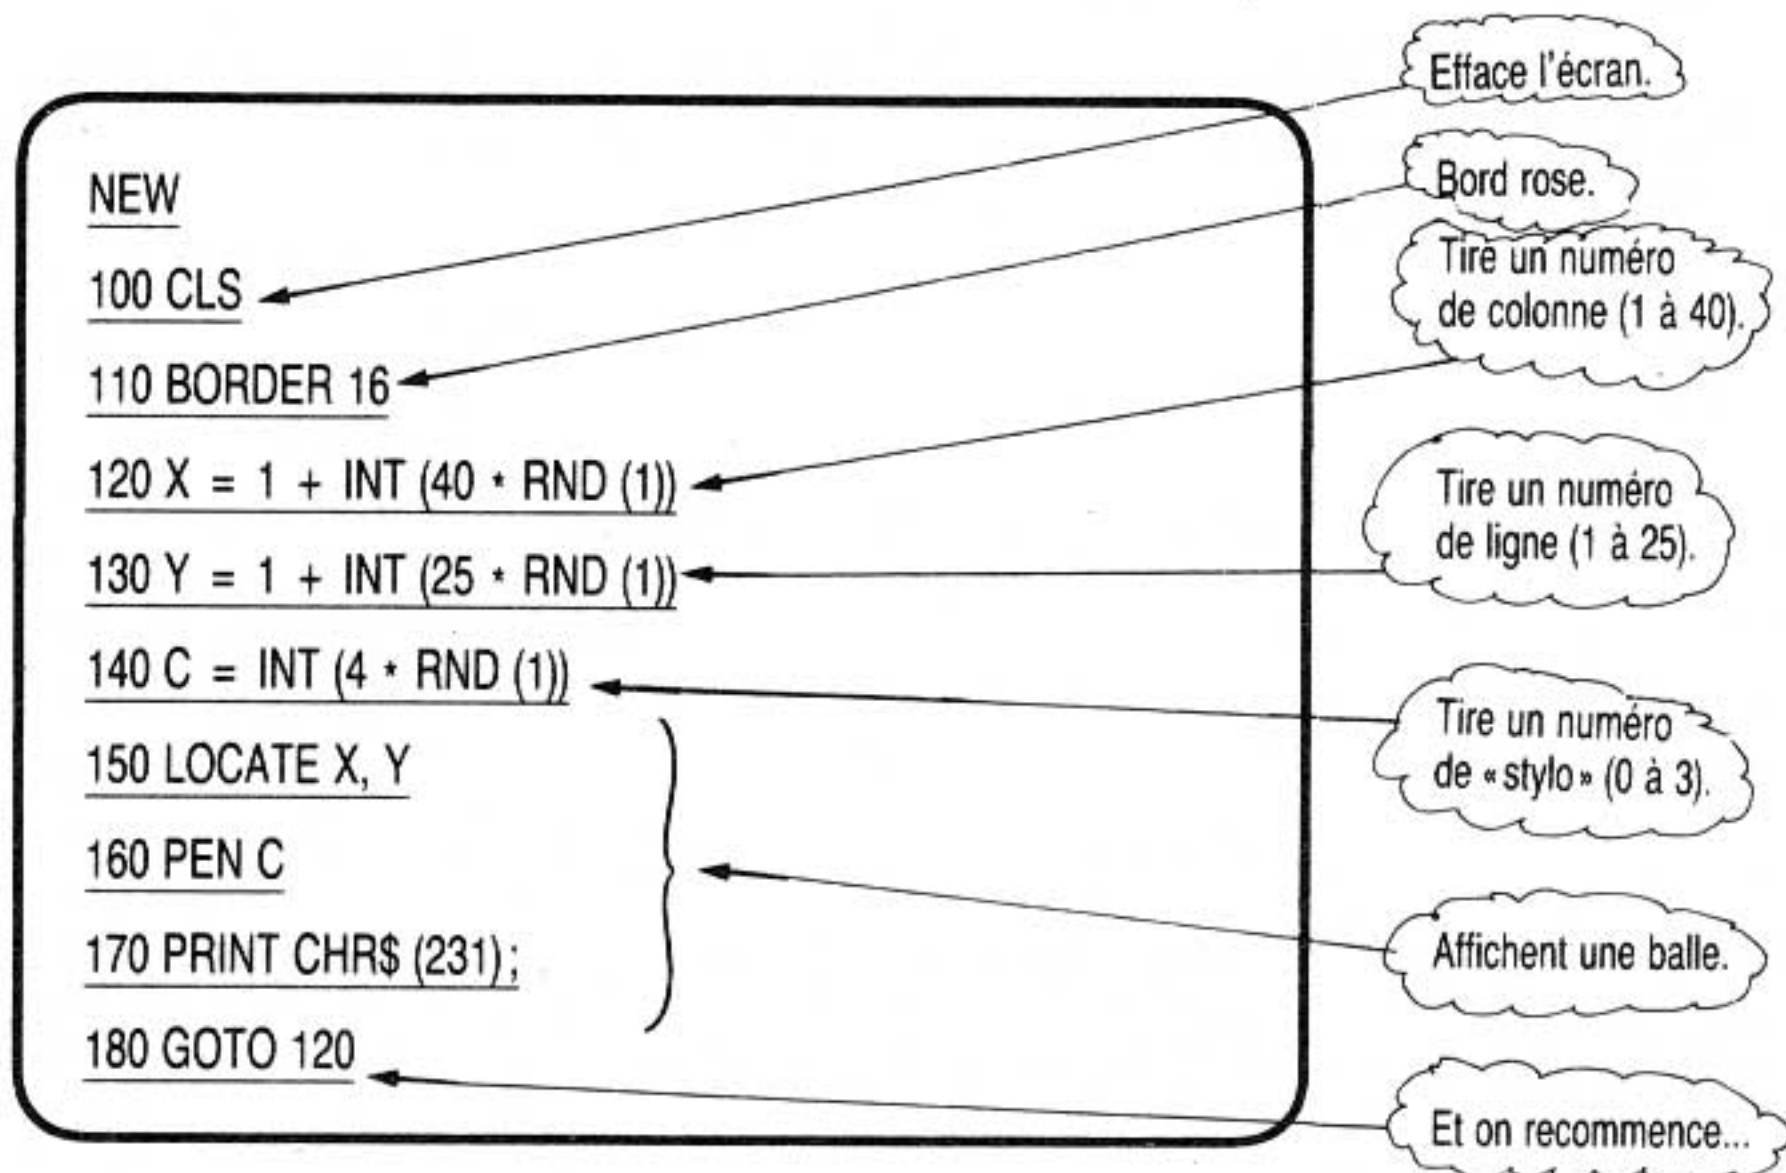 NEW
100 CLS
110 BORDER 16
120 X = 1 + INT (40 * RND (1))
130 Y = 1 + INT (25 * RND (1))
140 C = INT (4 * RND (1))
150 LOCATE X, Y
160 PEN C
170 PRINT CHR$ (231);
180 GOTO 120
Efface l'écran.
Bord rose.
Tire un numéro
de colonne (1 à 40).
Tire un numéro
de ligne (1 à 25).
Tire un numéro
de «stylo» (0 à 3).
Affichent une balle.
Et on recommence...